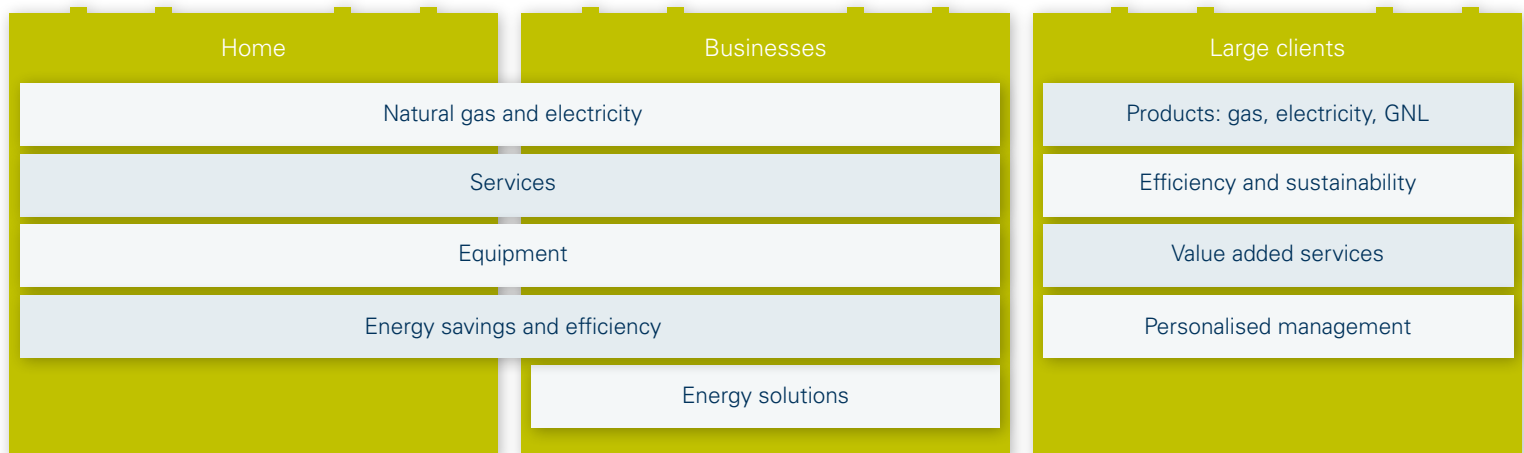 Home
Businesses
Large clients
Natural gas and electricity
Products: gas, electricity, GNL
Services
Efficiency and sustainability
Equipment
Value added services
Energy savings and efficiency
Personalised management
Energy solutions